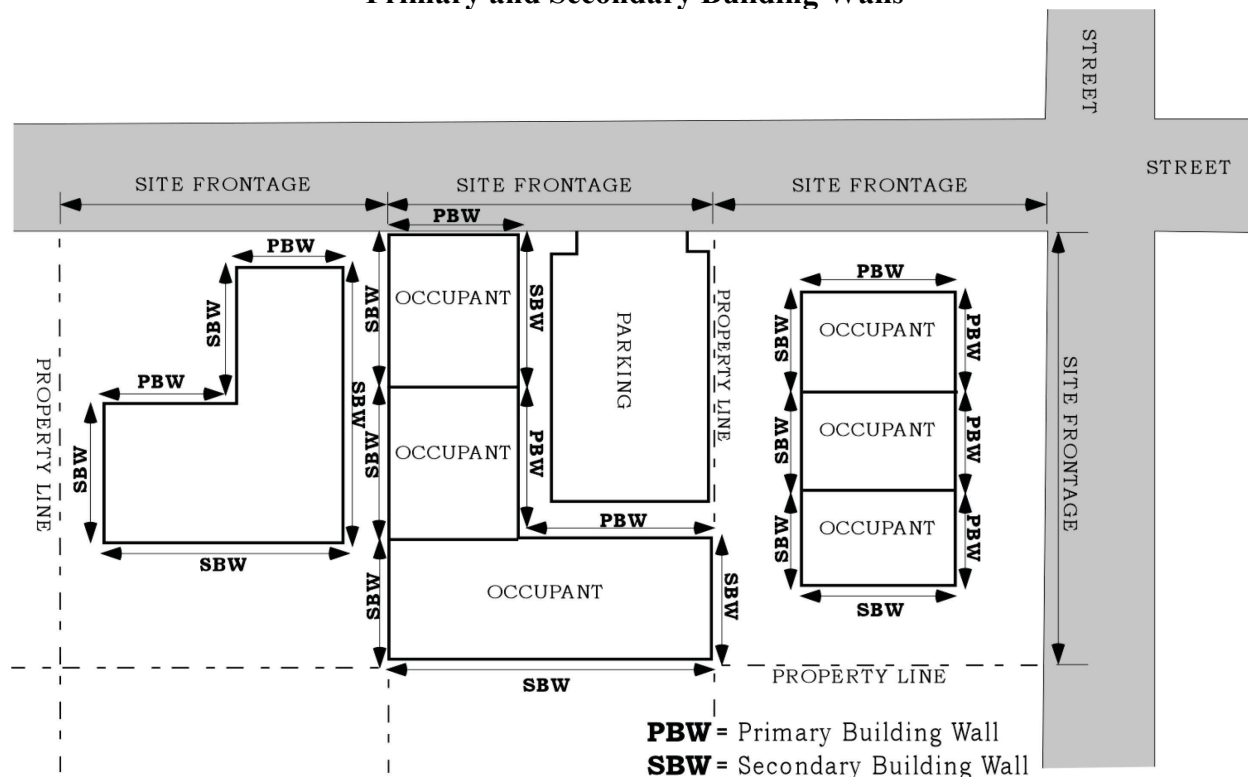 Primary and Secondary Building Walls
STREET
STREET
SITE FRONTAGE
SITE FRONTAGE
SITE FRONTAGE
PBW
PBW
PBW
SBW
SBW
SBW
OCCUPANT
SBW
PARKING
PROPERTY LINE
SBW
OCCUPANT
PBW
SITE FRONTAGE
PROPERTY LINE
PBW
SBW
SBW
OCCUPANT
PBW
SBW
OCCUPANT
PBW
SBW
PBW
SBW
OCCUPANT
PBW
SBW
SBW
OCCUPANT
SBW
SBW
SBW
PROPERTY LINE
PBW = Primary Building Wall
SBW = Secondary Building Wall